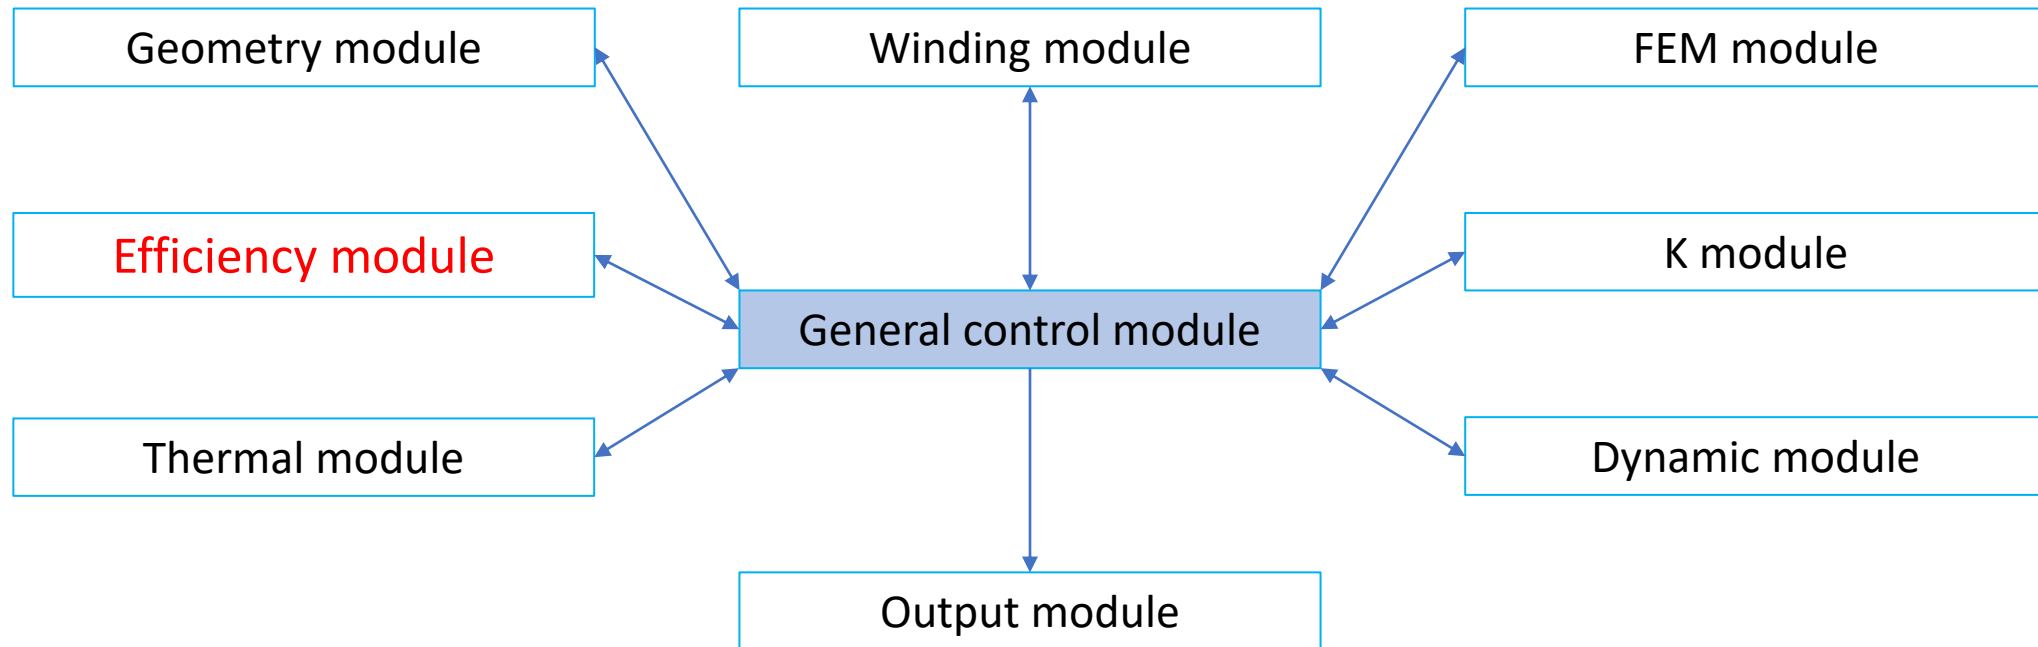 Geometry module
Winding module
FEM module
Efficiency module
K module
General control module
Thermal module
Dynamic module
Output module